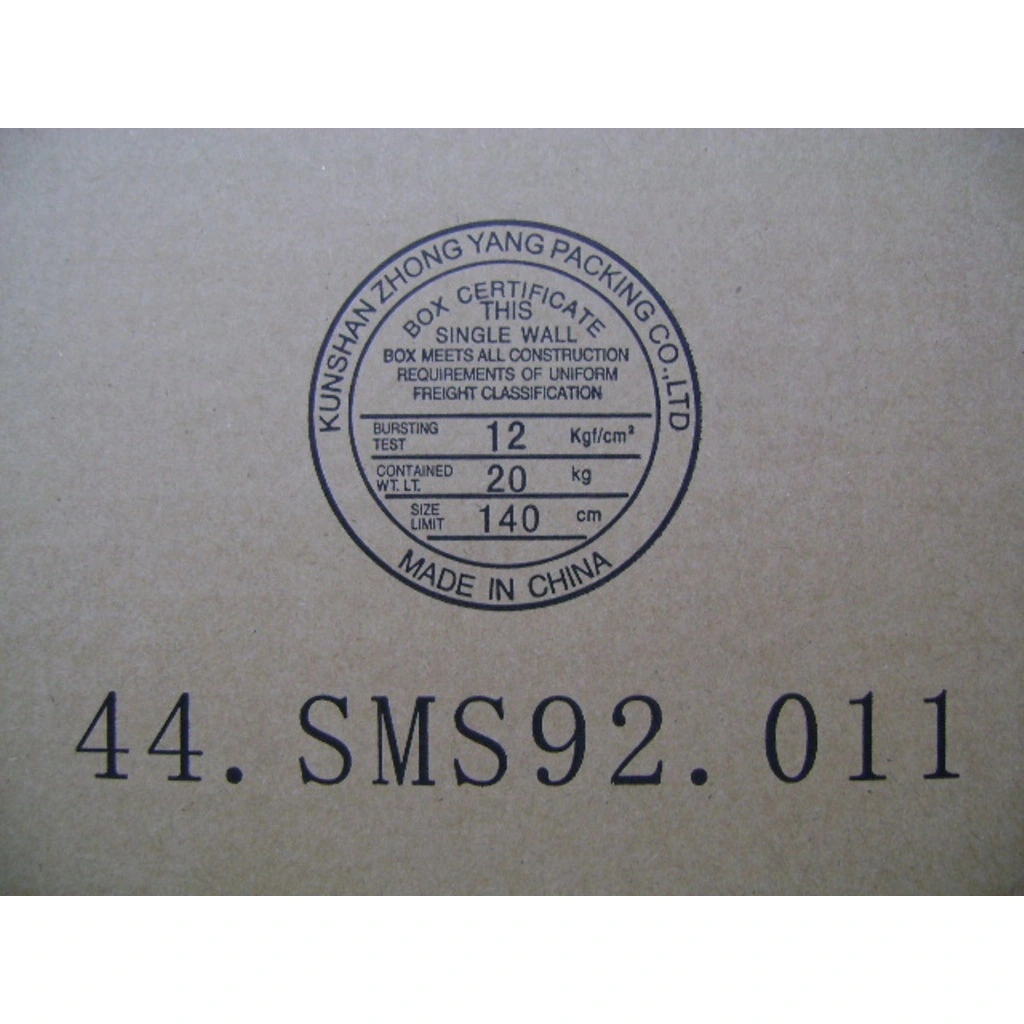 KUNSHAN ZHONG YANG PACKING CO.,LTD
BOX CERTIFICATE
THIS
SINGLE WALL
BOX MEETS ALL CONSTRUCTION
REQUIREMENTS OF UNIFORM
FREIGHT CLASSIFICATION
BURSTING TEST 12 Kgf/cm²
CONTAINED WT. LT. 20 kg
SIZE LIMIT 140 cm
MADE IN CHINA
44.SMS92.011